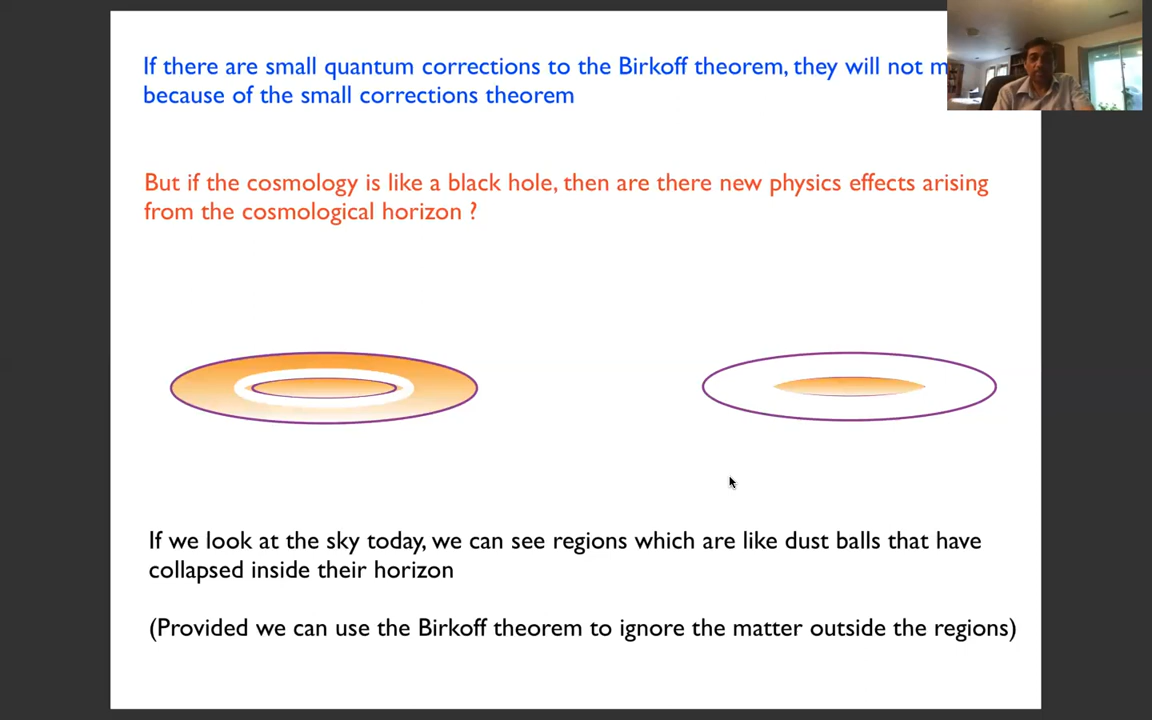 If there are small quantum corrections to the Birkoff theorem, they will not
because of the small corrections theorem
But if the cosmology is like a black hole, then are there new physics effects arising
from the cosmological horizon ?
If we look at the sky today, we can see regions which are like dust balls that have
collapsed inside their horizon
(Provided we can use the Birkoff theorem to ignore the matter outside the regions)